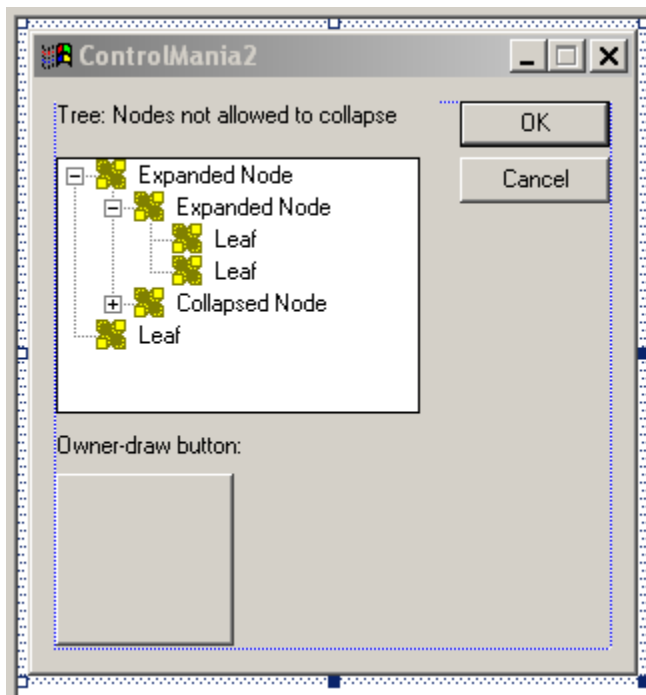 ControlMania2
Tree: Nodes not allowed to collapse
OK
Cancel
Expanded Node
Expanded Node
Leaf
Leaf
Collapsed Node
Leaf
Owner-draw button: